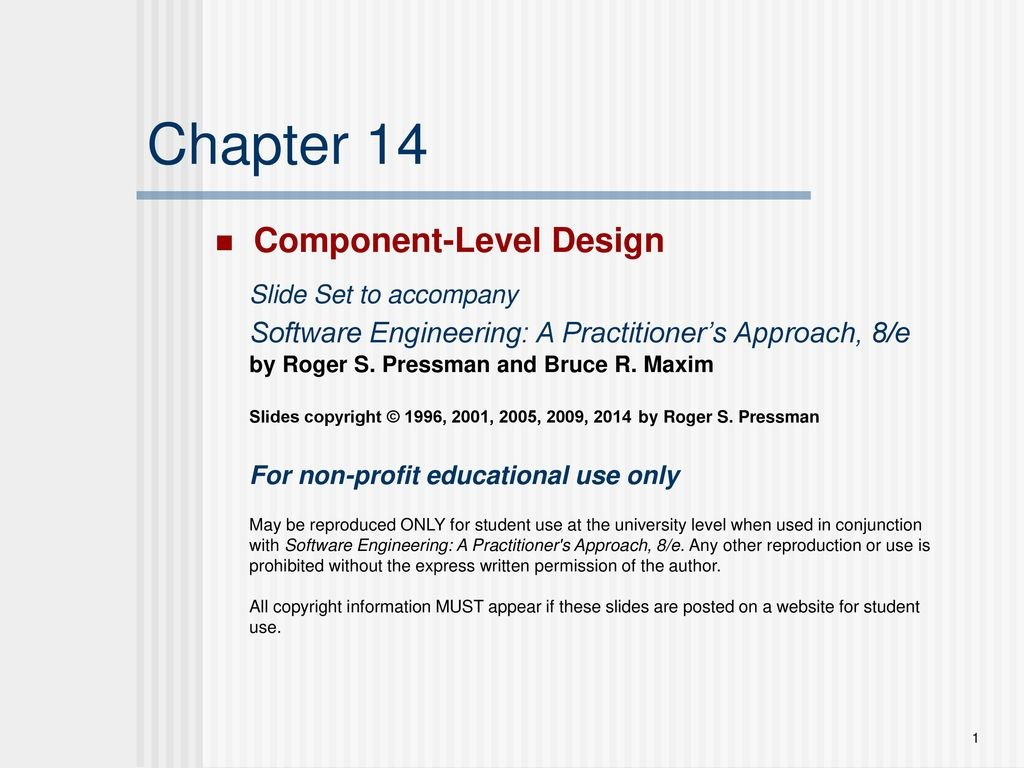 Chapter 14
Component-Level Design
Slide Set to accompany
Software Engineering: A Practitioner’s Approach, 8/e
by Roger S. Pressman and Bruce R. Maxim
Slides copyright © 1996, 2001, 2005, 2009, 2014 by Roger S. Pressman
For non-profit educational use only
May be reproduced ONLY for student use at the university level when used in conjunction
with Software Engineering: A Practitioner's Approach, 8/e. Any other reproduction or use is
prohibited without the express written permission of the author.
All copyright information MUST appear if these slides are posted on a website for student
use.
1